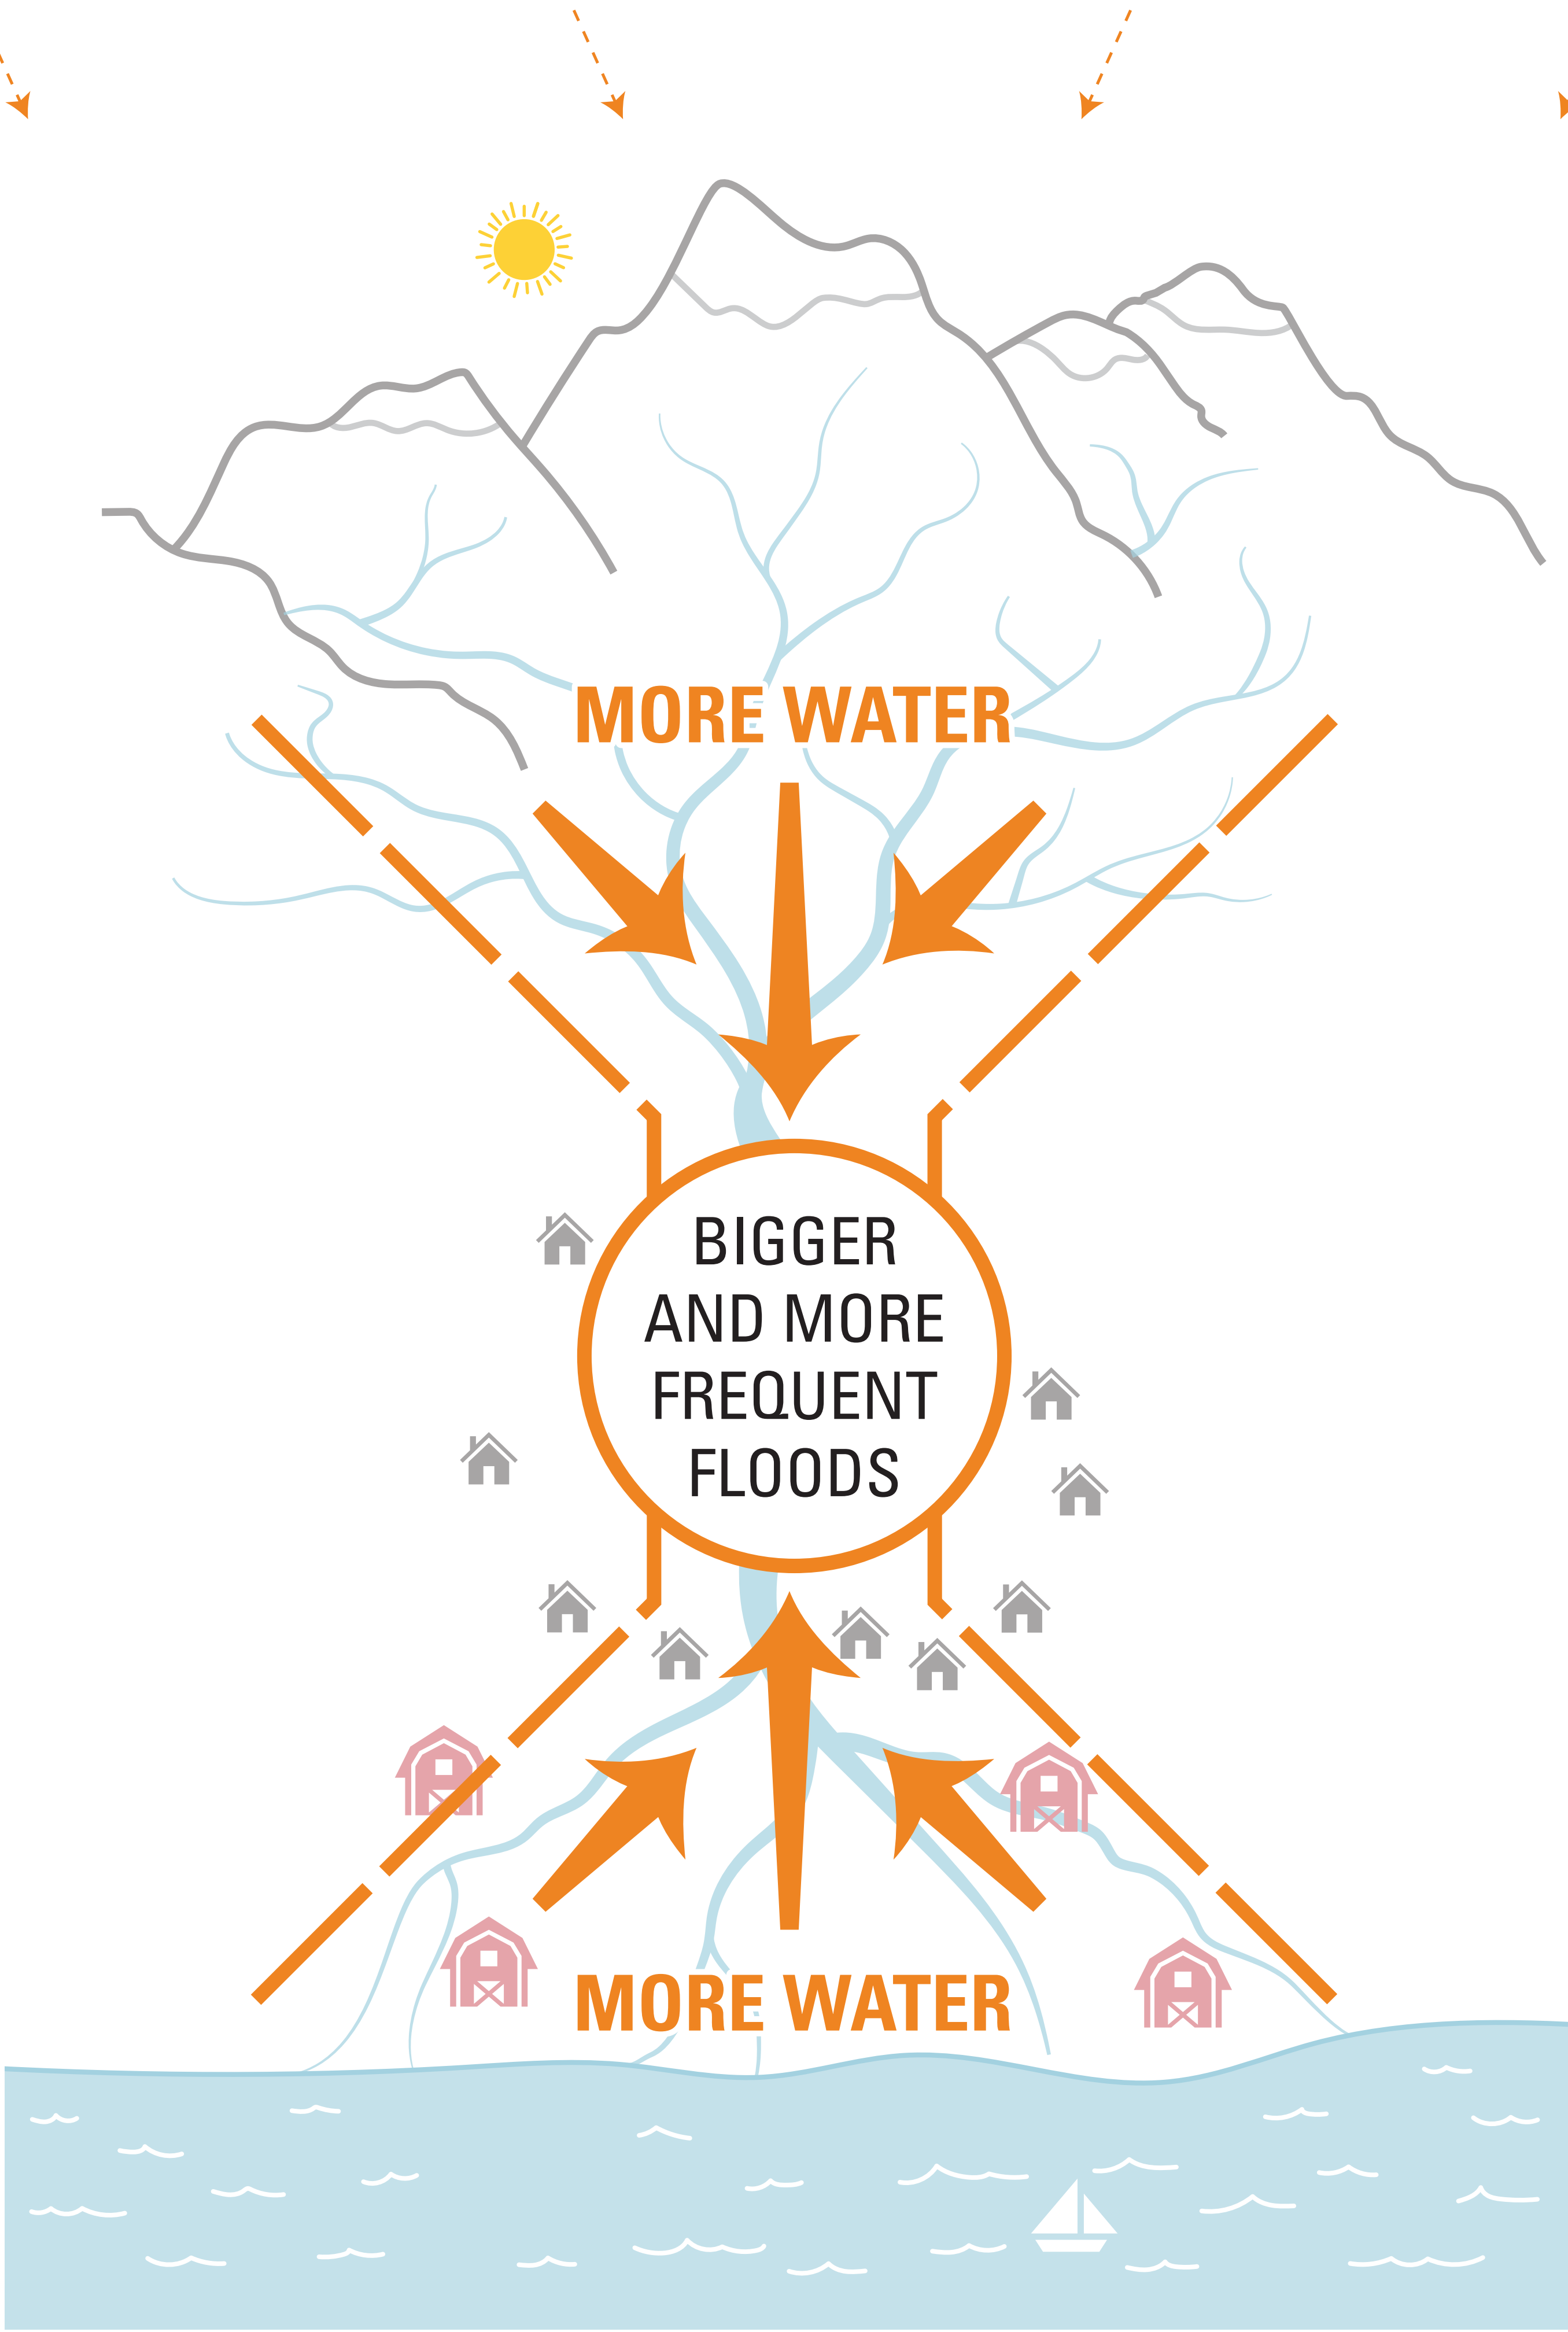 MORE WATER
BIGGER
AND MORE
FREQUENT
FLOODS
MORE WATER